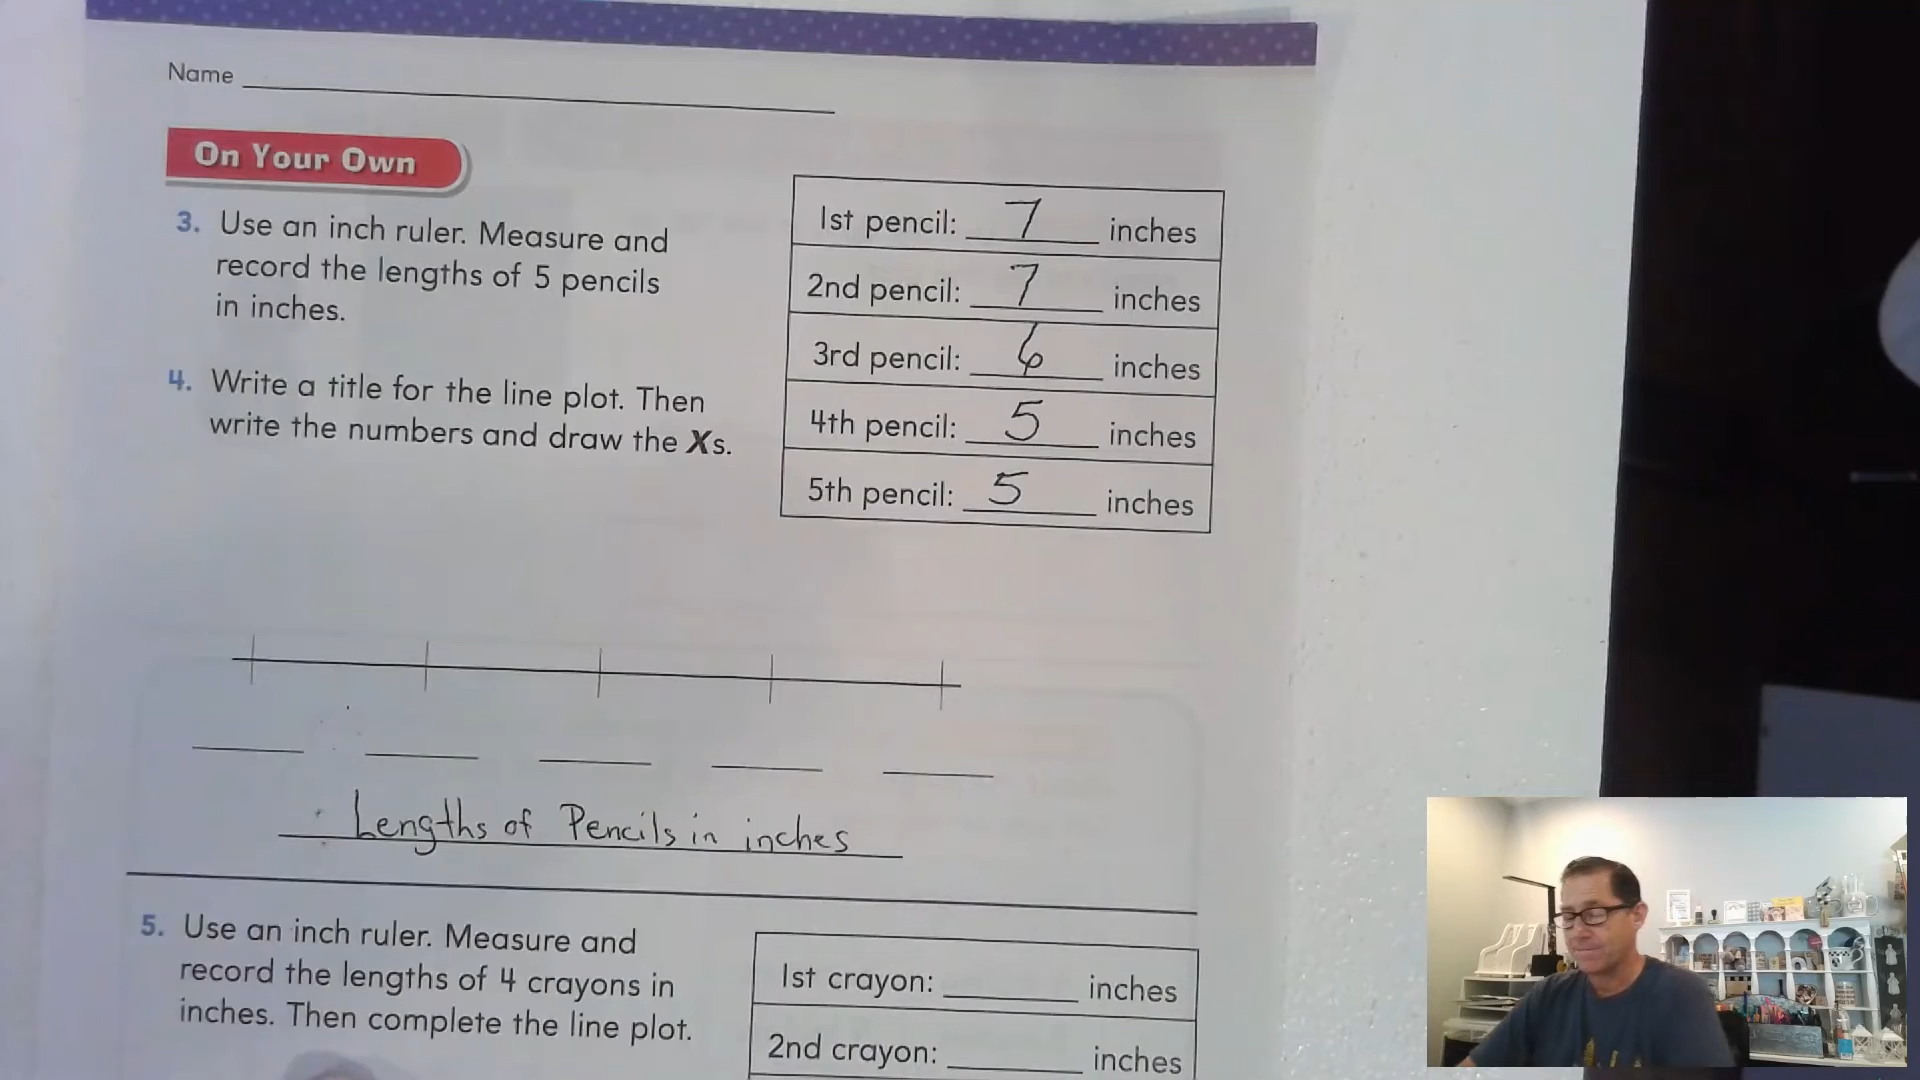 Name
On Your Own
3. Use an inch ruler. Measure and
record the lengths of 5 pencils
in inches.
4. Write a title for the line plot. Then
write the numbers and draw the Xs.
1st pencil: 7 inches
2nd pencil: 7 inches
3rd pencil: 6 inches
4th pencil: 5 inches
5th pencil: 5 inches
Lengths of Pencils in inches
5. Use an inch ruler. Measure and
record the lengths of 4 crayons in
inches. Then complete the line plot.
1st crayon: inches
2nd crayon: inches